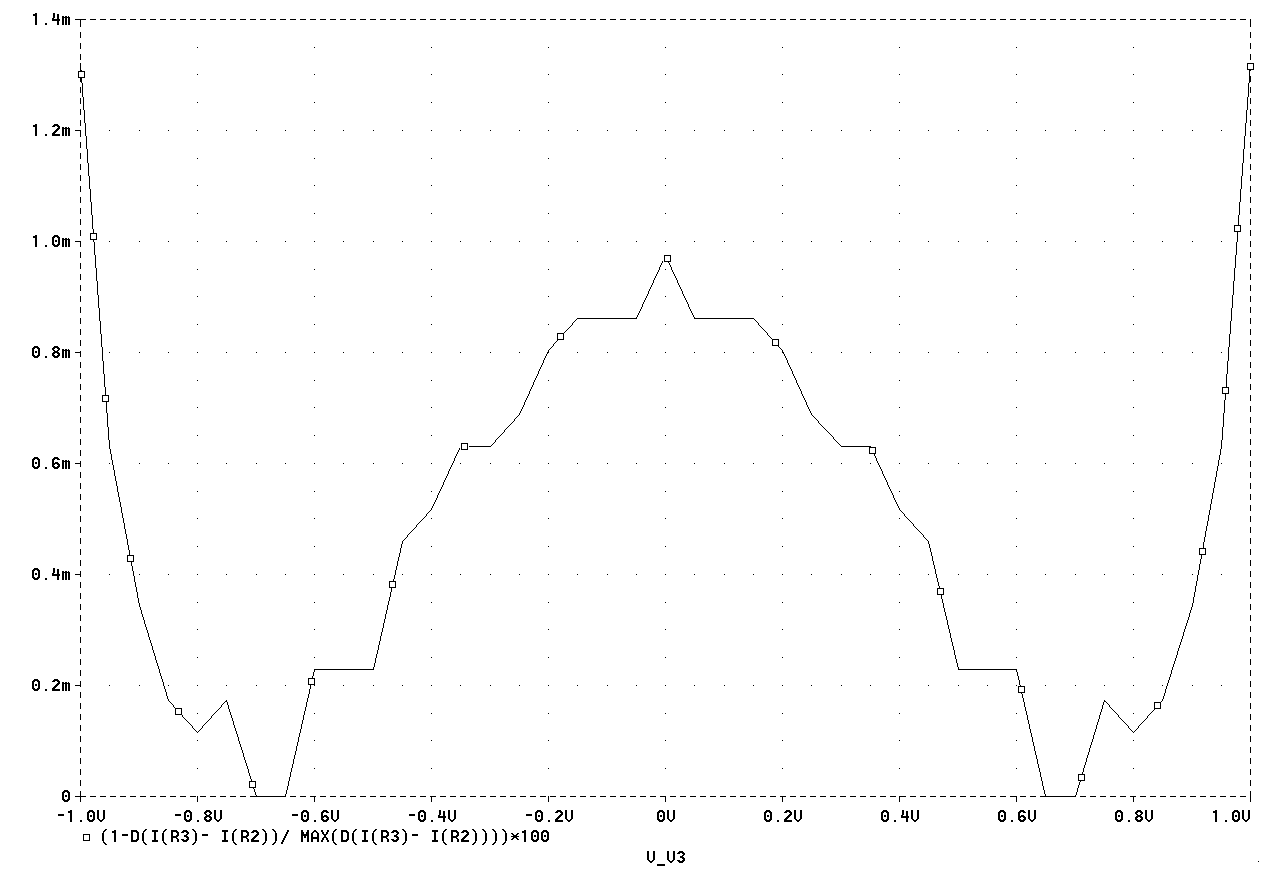 1.4m
1.2m
1.0m
0.8m
0.6m
0.4m
0.2m
0
-1.0V -0.8V -0.6V -0.4V -0.2V 0V 0.2V 0.4V 0.6V 0.8V 1.0V
(1-D(I(R3)- I(R2))/ MAX(D(I(R3)- I(R2))))*100
V_V3